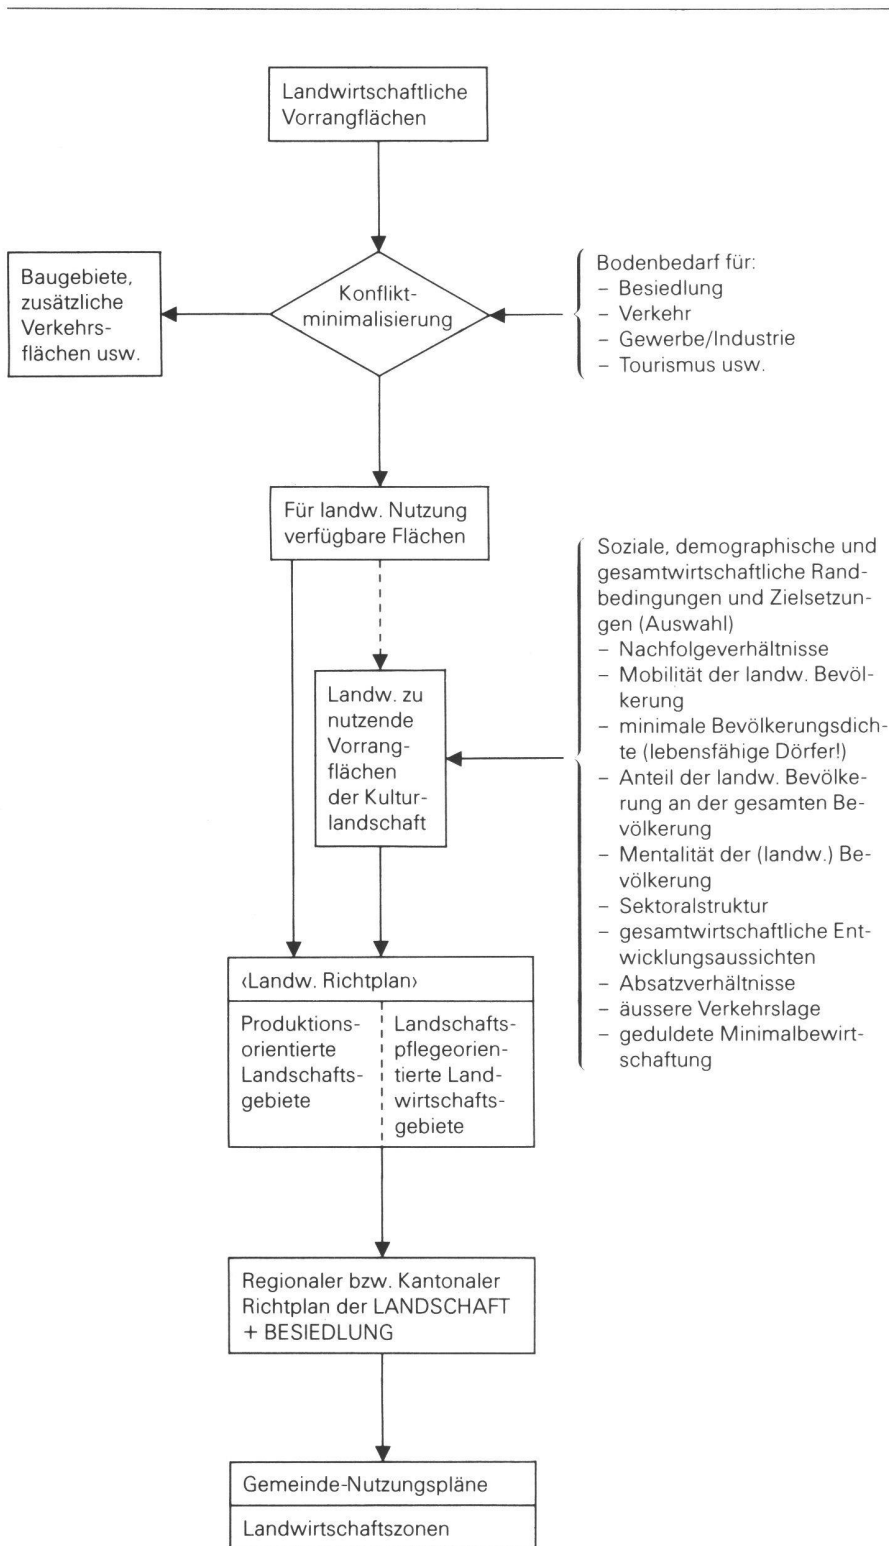 Landwirtschaftliche
Vorrangflächen
Baugebiete,
zusätzliche
Verkehrs-
flächen usw.
Konflikt-
minimalisierung
Bodenbedarf für:
– Besiedlung
– Verkehr
– Gewerbe/Industrie
– Tourismus usw.
Für landw. Nutzung
verfügbare Flächen
Landw. zu
nutzende
Vorrang-
flächen
der Kultur-
landschaft
Soziale, demographische und
gesamtwirtschaftliche Rand-
bedingungen und Zielsetzun-
gen (Auswahl)
– Nachfolgeverhältnisse
– Mobilität der landw. Bevöl-
kerung
– minimale Bevölkerungsdich-
te (lebensfähige Dörfer!)
– Anteil der landw. Bevölke-
rung an der gesamten Be-
völkerung
– Mentalität der (landw.) Be-
völkerung
– Sektoralstruktur
– gesamtwirtschaftliche Ent-
wicklungsaussichten
– Absatzverhältnisse
– äussere Verkehrslage
– geduldete Minimalbewirt-
schaftung
‹Landw. Richtplan›
Produktions-
orientierte
Landschafts-
gebiete
Landschafts-
pflegeorien-
tierte Land-
wirtschafts-
gebiete
Regionaler bzw. Kantonaler
Richtplan der LANDSCHAFT
+ BESIEDLUNG
Gemeinde-Nutzungspläne
Landwirtschaftszonen